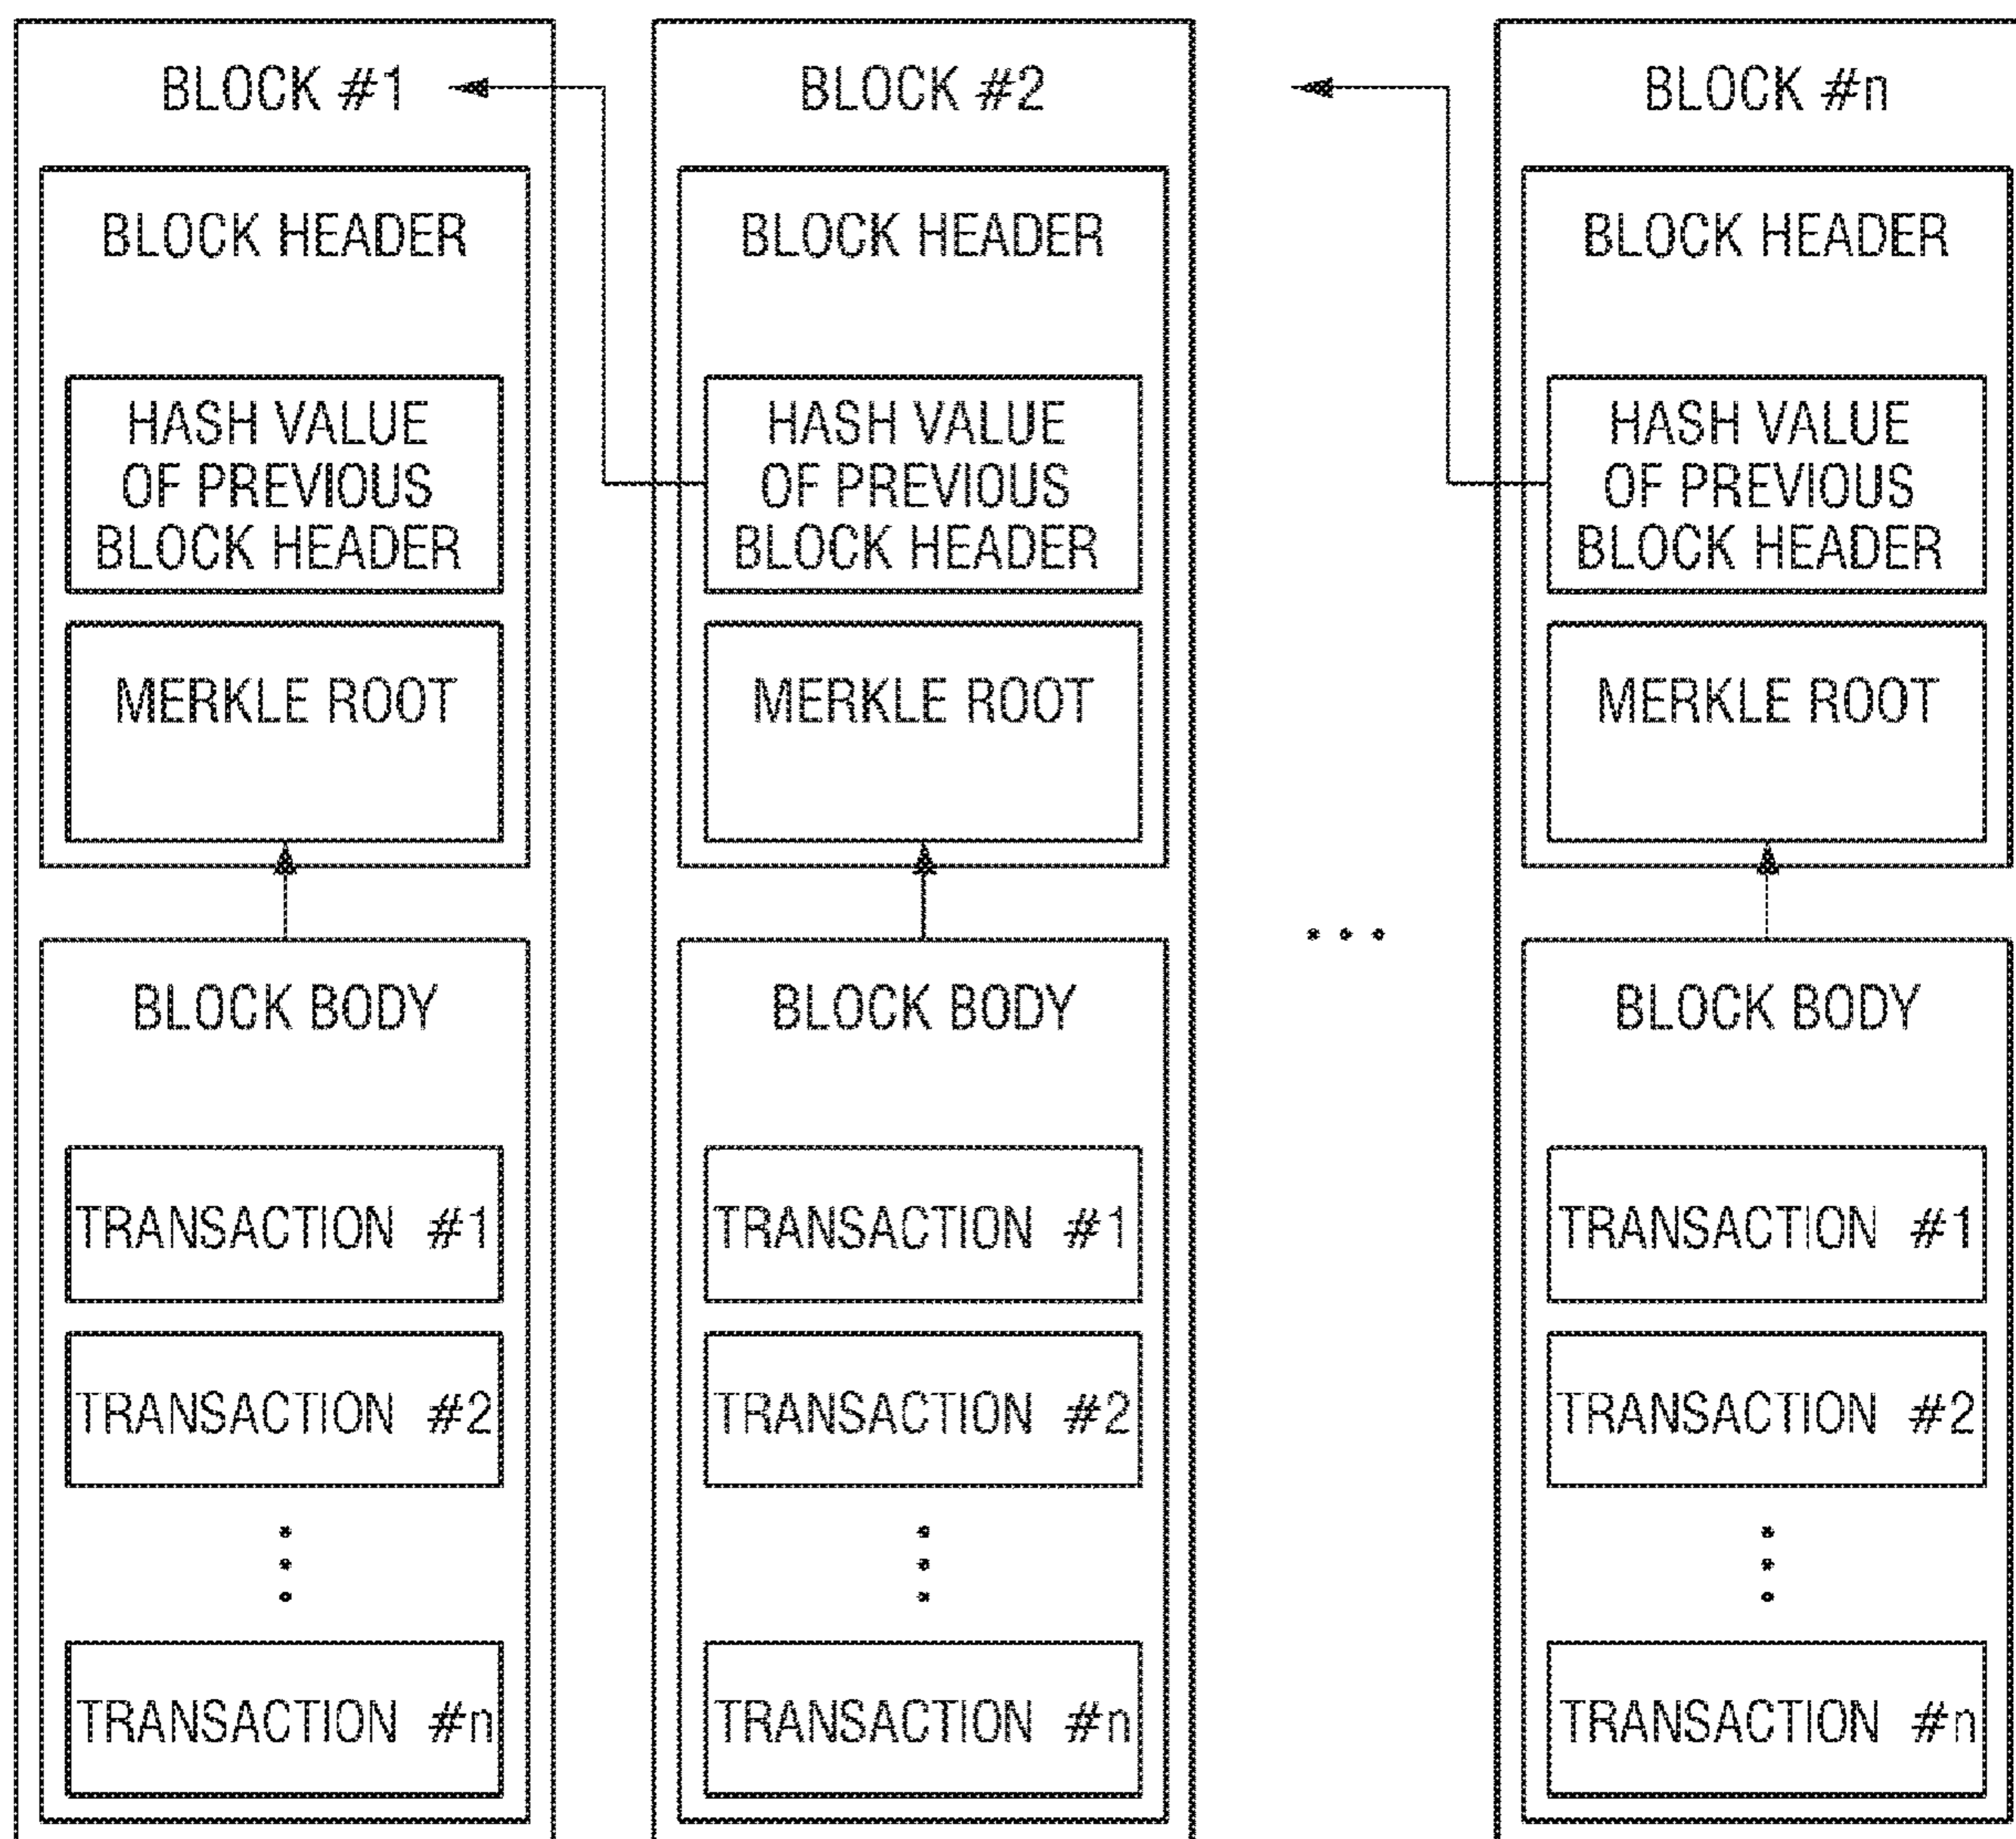 BLOCK #1
BLOCK HEADER
HASH VALUE
OF PREVIOUS
BLOCK HEADER
MERKLE ROOT
BLOCK BODY
TRANSACTION #1
TRANSACTION #2
TRANSACTION #n
BLOCK #2
BLOCK HEADER
HASH VALUE
OF PREVIOUS
BLOCK HEADER
MERKLE ROOT
BLOCK BODY
TRANSACTION #1
TRANSACTION #2
TRANSACTION #n
BLOCK #n
BLOCK HEADER
HASH VALUE
OF PREVIOUS
BLOCK HEADER
MERKLE ROOT
BLOCK BODY
TRANSACTION #1
TRANSACTION #2
TRANSACTION #n